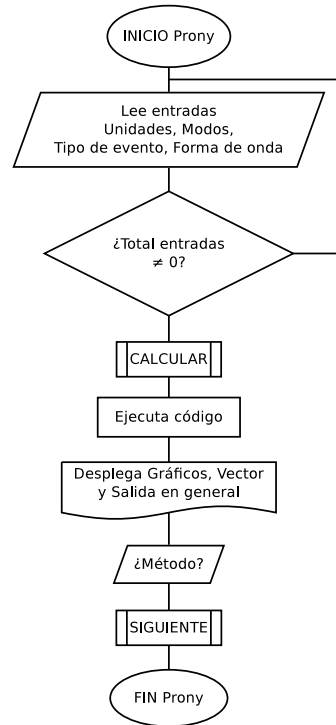 INICIO Prony
Lee entradas
Unidades, Modos,
Tipo de evento, Forma de onda
¿Total entradas
≠ 0?
CALCULAR
Ejecuta código
Desplega Gráficos, Vector
y Salida en general
¿Método?
SIGUIENTE
FIN Prony